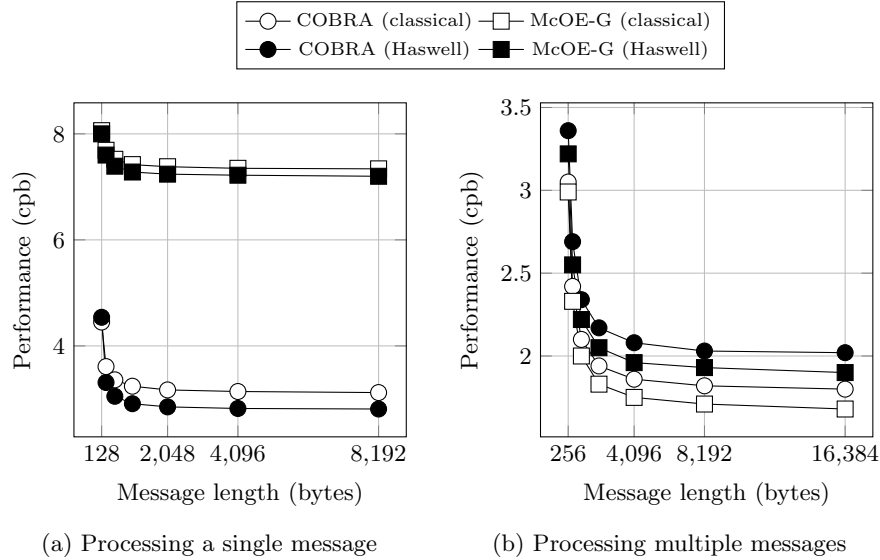 COBRA (classical) McOE-G (classical)
COBRA (Haswell) McOE-G (Haswell)
8
6
4
Performance (cpb)
128 2,048 4,096 8,192
Message length (bytes)
(a) Processing a single message
3.5
3
2.5
2
Performance (cpb)
256 4,096 8,192 16,384
Message length (bytes)
(b) Processing multiple messages